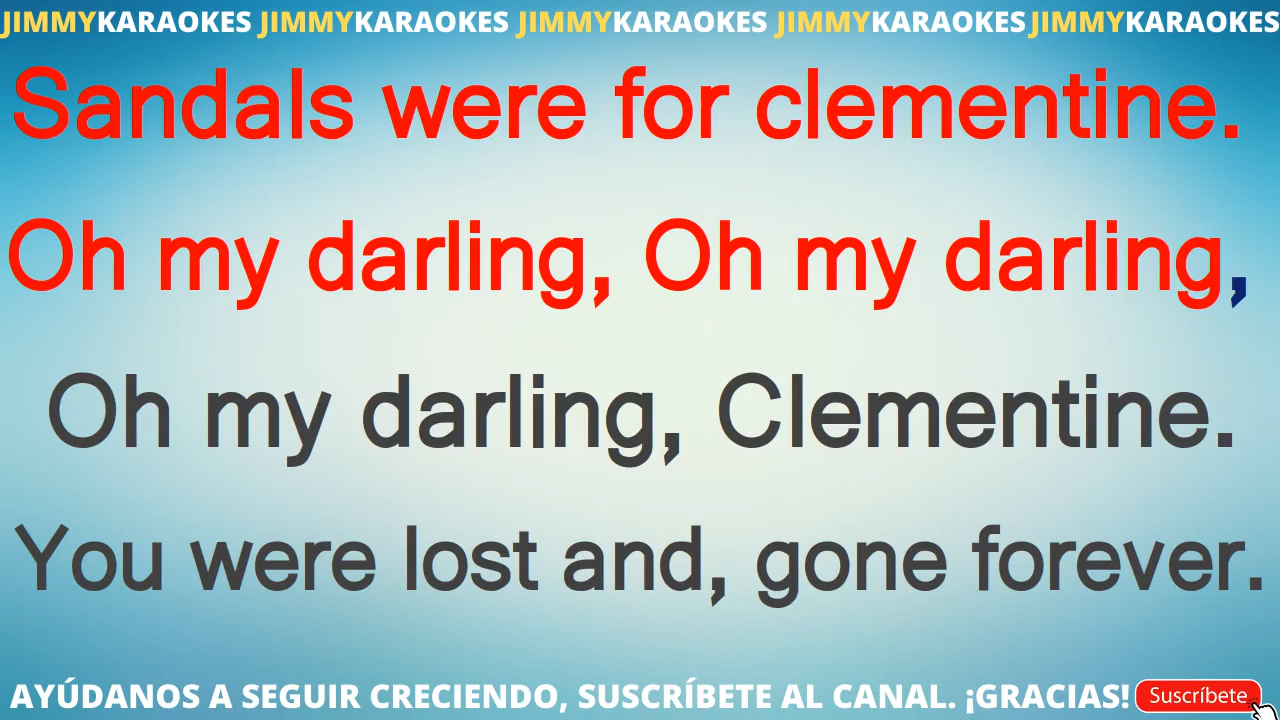 JIMMYKARAOKES JIMMYKARAOKES JIMMYKARAOKES JIMMYKARAOKES JIMMYKARAOKES
Sandals were for clementine.
Oh my darling, Oh my darling,
Oh my darling, Clementine.
You were lost and, gone forever.
AYÚDANOS A SEGUIR CRECIENDO, SUSCRÍBETE AL CANAL. ¡GRACIAS! Suscríbete